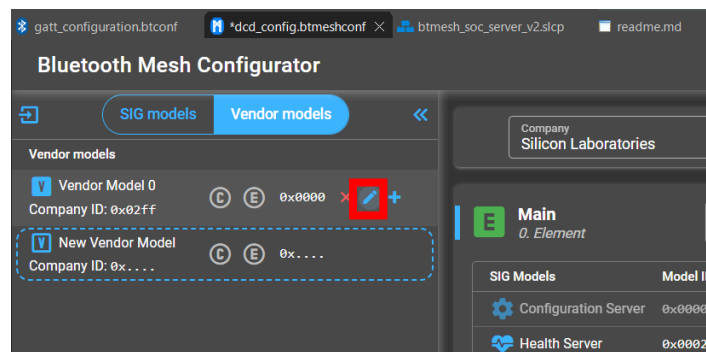 gatt_configuration.btconf
*dcd_config.btmeshconf
btmesh_soc_server_v2.slcp
readme.md
Bluetooth Mesh Configurator
SIG models
Vendor models
Vendor models
V Vendor Model 0
Company ID: 0x02ff
C E 0x0000
V New Vendor Model
Company ID: 0x....
C E 0x....
Company
Silicon Laboratories
E Main
0. Element
SIG Models Model I
Configuration Server 0x0000
Health Server 0x0002